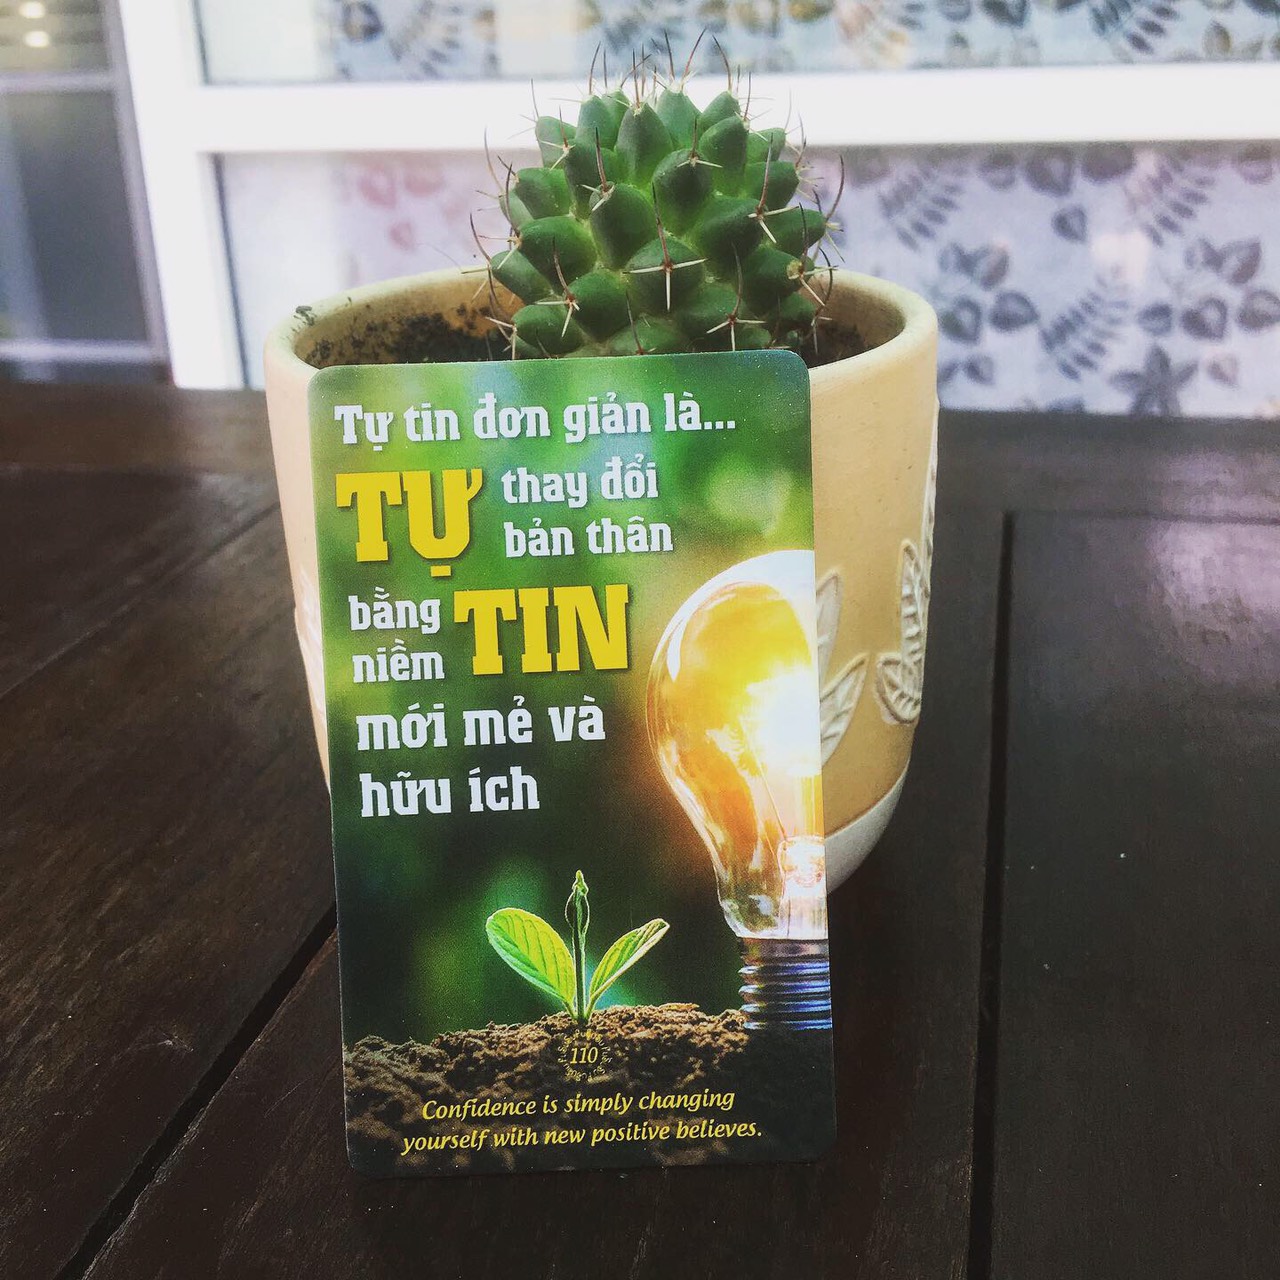 Tự tin đơn giản là...
TỰ thay đổi
bản thân
bằng TIN
niềm
mới mẻ và
hữu ích
110
Confidence is simply changing
yourself with new positive believes.